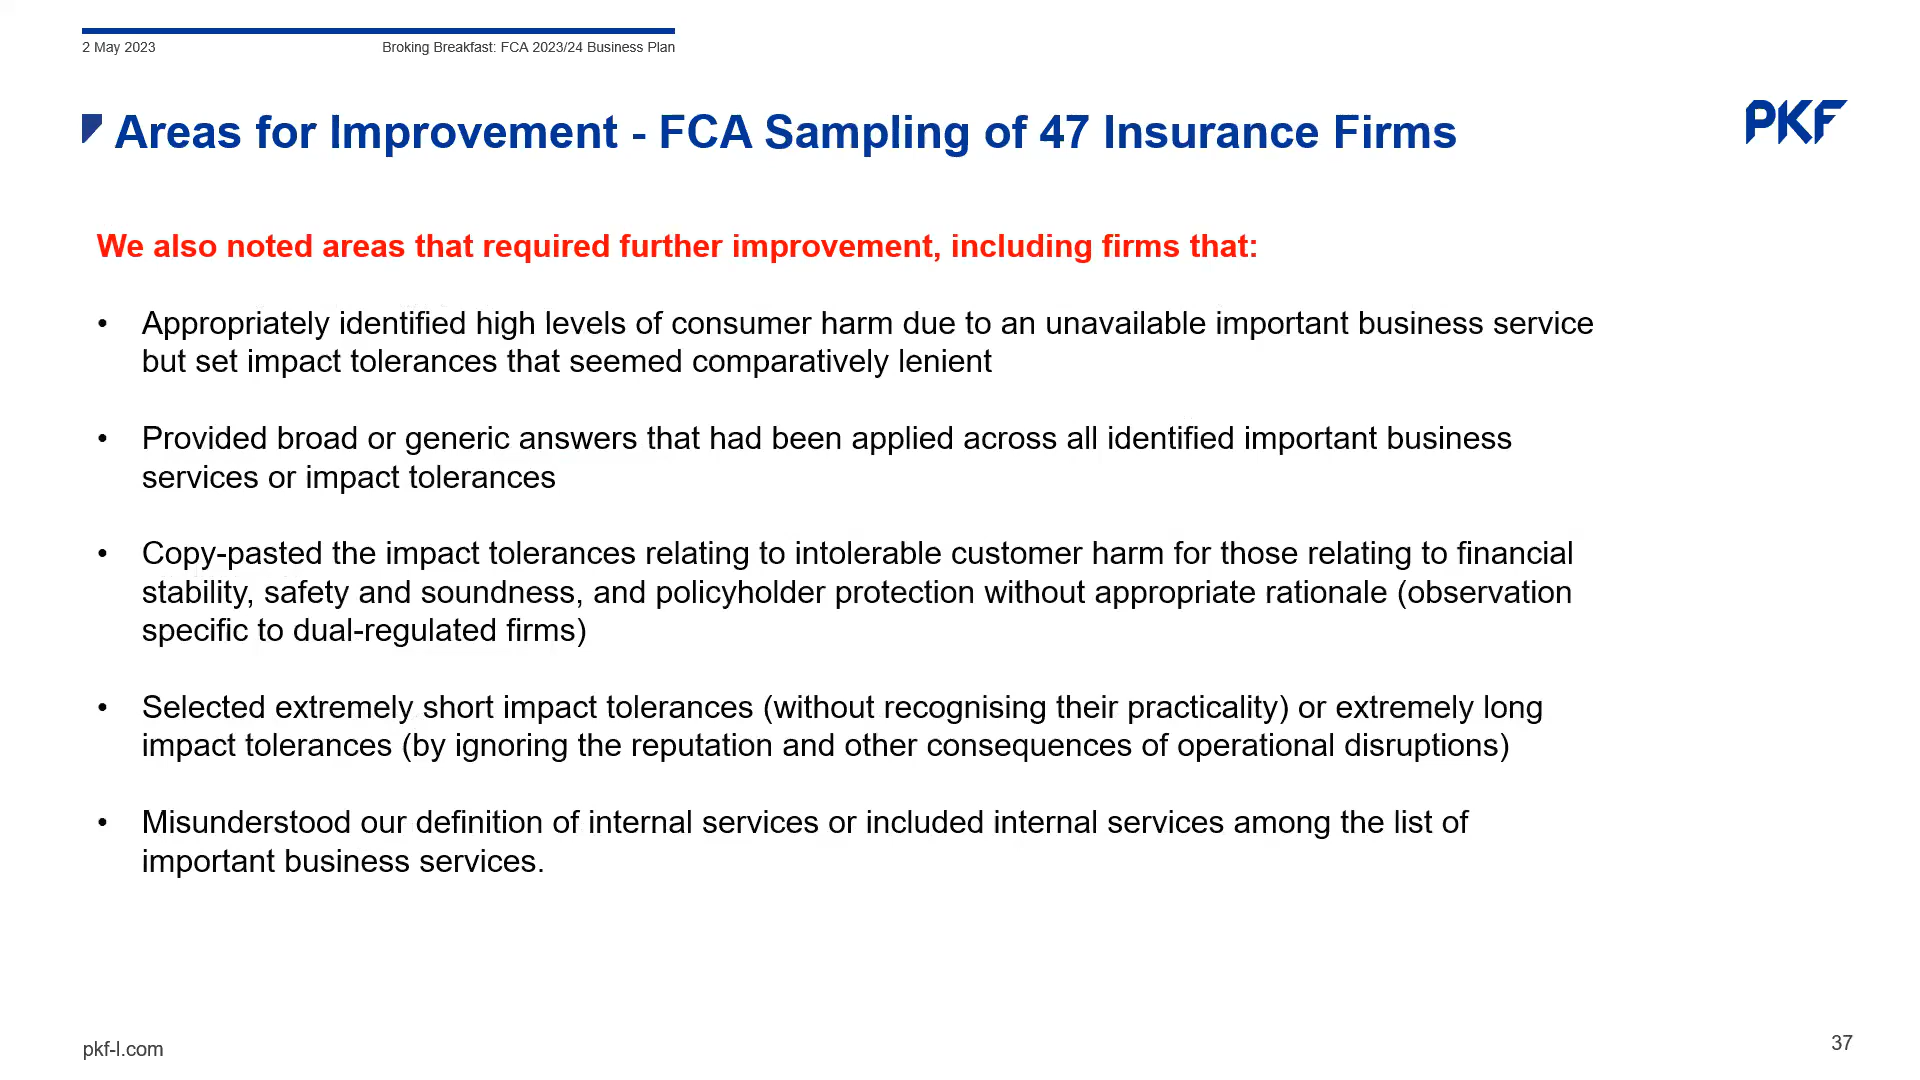 2 May 2023
Broking Breakfast: FCA 2023/24 Business Plan
Areas for Improvement - FCA Sampling of 47 Insurance Firms
PKF
We also noted areas that required further improvement, including firms that:
• Appropriately identified high levels of consumer harm due to an unavailable important business service
but set impact tolerances that seemed comparatively lenient
• Provided broad or generic answers that had been applied across all identified important business
services or impact tolerances
• Copy-pasted the impact tolerances relating to intolerable customer harm for those relating to financial
stability, safety and soundness, and policyholder protection without appropriate rationale (observation
specific to dual-regulated firms)
• Selected extremely short impact tolerances (without recognising their practicality) or extremely long
impact tolerances (by ignoring the reputation and other consequences of operational disruptions)
• Misunderstood our definition of internal services or included internal services among the list of
important business services.
pkf-l.com
37